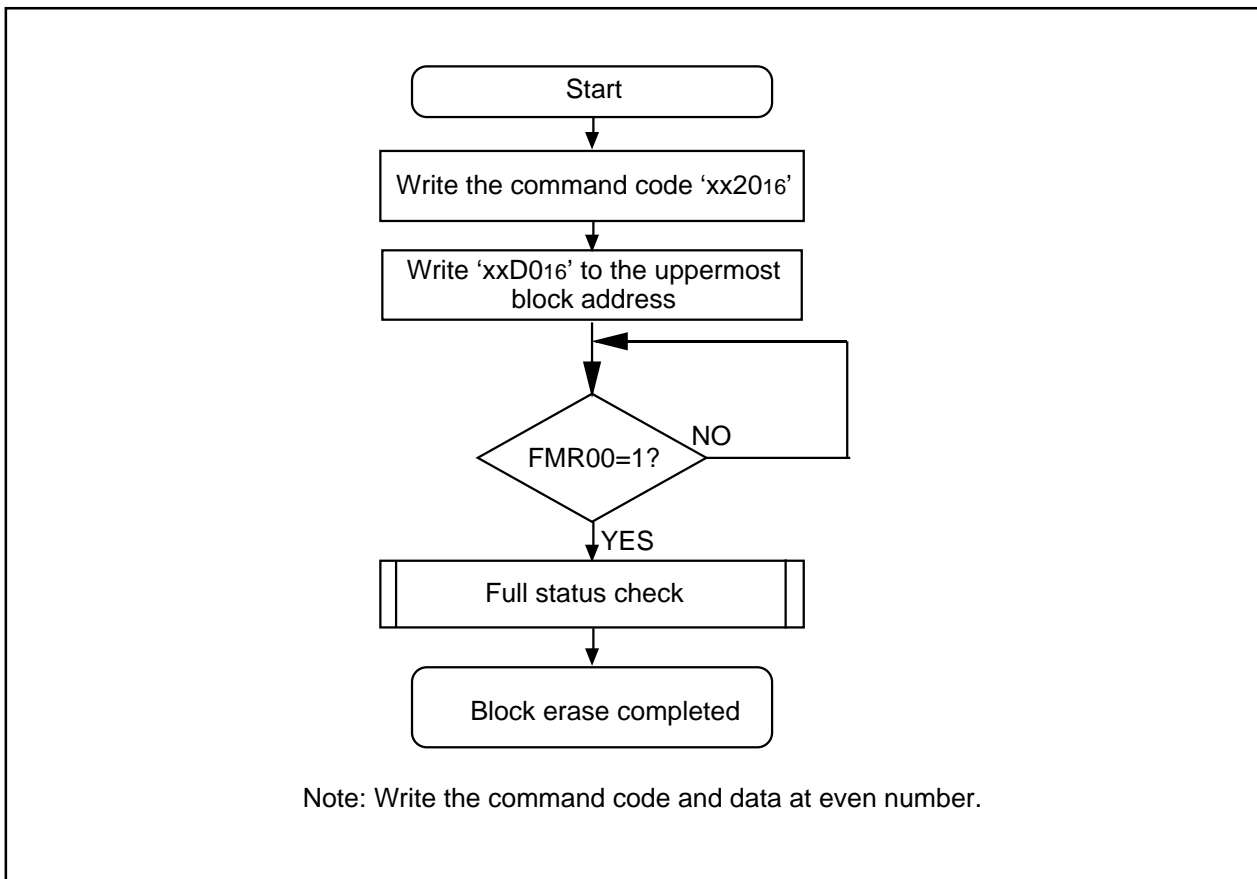 Start
Write the command code ‘xx2016’
Write ‘xxD016’ to the uppermost
block address
NO
FMR00=1?
YES
Full status check
Block erase completed
Note: Write the command code and data at even number.